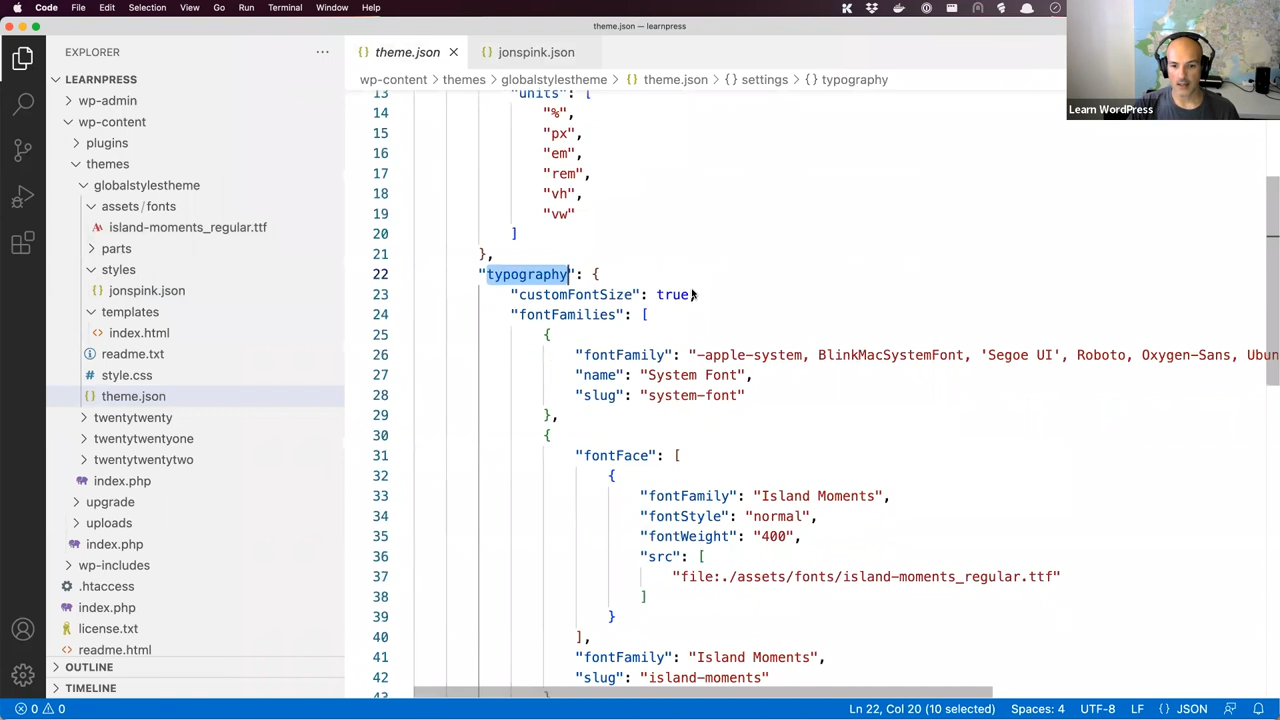 Code File Edit Selection View Go Run Terminal Window Help
theme.json — learnpress
EXPLORER
LEARNPRESS
wp-admin
wp-content
plugins
themes
globalstylestheme
assets/fonts
island-moments_regular.ttf
parts
styles
jonspink.json
templates
index.html
readme.txt
style.css
theme.json
twentytwenty
twentytwentyone
twentytwentytwo
index.php
upgrade
uploads
index.php
wp-includes
.htaccess
index.php
license.txt
readme.html
OUTLINE
TIMELINE
theme.json jonspink.json
wp-content themes globalstylestheme {} theme.json {} settings {} typography
13 "units": [
14 "%",
15 "px",
16 "em",
17 "rem",
18 "vh",
19 "vw"
20 ]
21 },
22 "typography": {
23 "customFontSize": true,
24 "fontFamilies": [
25 {
26 "fontFamily": "-apple-system, BlinkMacSystemFont, 'Segoe UI', Roboto, Oxygen-Sans, Ubun
27 "name": "System Font",
28 "slug": "system-font"
29 },
30 {
31 "fontFace": [
32 {
33 "fontFamily": "Island Moments",
34 "fontStyle": "normal",
35 "fontWeight": "400",
36 "src": [
37 "file:./assets/fonts/island-moments_regular.ttf"
38 ]
39 }
40 ],
41 "fontFamily": "Island Moments",
42 "slug": "island-moments"
43 }
Learn WordPress
0 0 Ln 22, Col 20 (10 selected) Spaces: 4 UTF-8 LF {} JSON